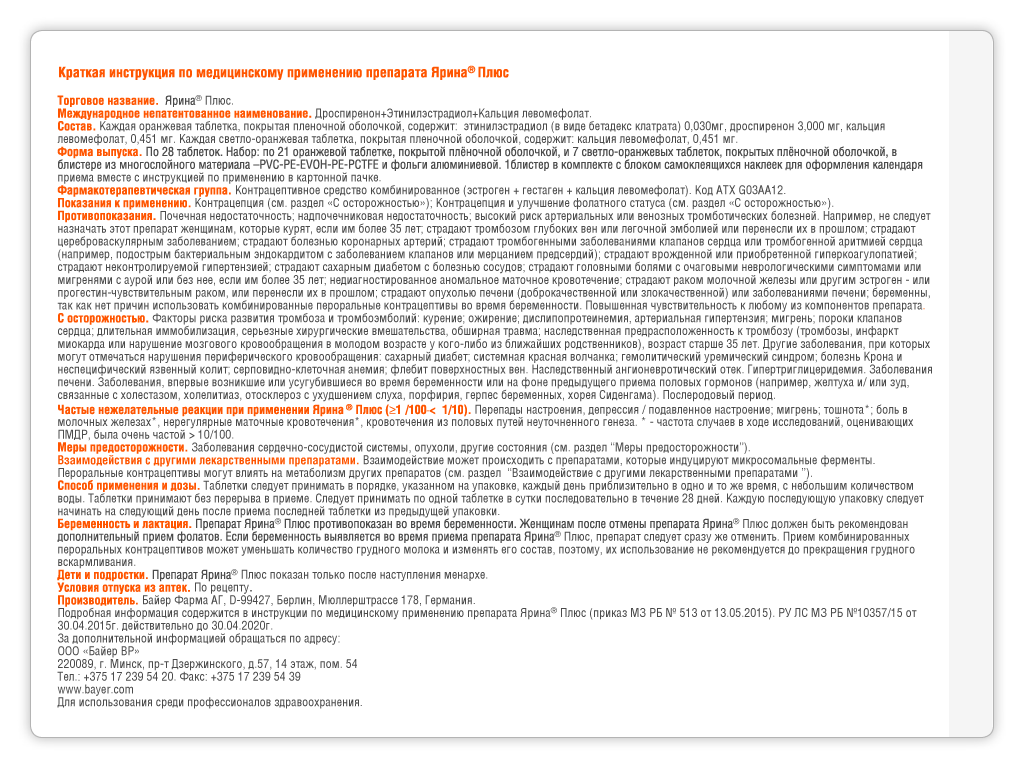 Краткая инструкция по медицинскому применению препарата Ярина® Плюс
Торговое название. Ярина® Плюс.
Международное непатентованное наименование. Дроспиренон+Этинилэстрадиол+Кальция левомефолат.
Состав. Каждая оранжевая таблетка, покрытая пленочной оболочкой, содержит: этинилэстрадиол (в виде бетадекс клатрата) 0,030мг, дроспиренон 3,000 мг, кальция
левомефолат, 0,451 мг. Каждая светло-оранжевая таблетка, покрытая пленочной оболочкой, содержит: кальция левомефолат, 0,451 мг.
Форма выпуска. По 28 таблеток. Набор: по 21 оранжевой таблетке, покрытой плёночной оболочкой, и 7 светло-оранжевых таблеток, покрытых плёночной оболочкой, в
блистере из многослойного материала –PVC-PE-EVOH-PE-PCTFE и фольги алюминиевой. 1блистер в комплекте с блоком самоклеящихся наклеек для оформления календаря
приема вместе с инструкцией по применению в картонной пачке.
Фармакотерапевтическая группа. Контрацептивное средство комбинированное (эстроген + гестаген + кальция левомефолат). Код АТХ G03AA12.
Показания к применению. Контрацепция (см. раздел «С осторожностью»); Контрацепция и улучшение фолатного статуса (см. раздел «С осторожностью»).
Противопоказания. Почечная недостаточность; надпочечниковая недостаточность; высокий риск артериальных или венозных тромботических болезней. Например, не следует
назначать этот препарат женщинам, которые курят, если им более 35 лет; страдают тромбозом глубоких вен или легочной эмболией или перенесли их в прошлом; страдают
цереброваскулярным заболеванием; страдают болезнью коронарных артерий; страдают тромбогенными заболеваниями клапанов сердца или тромбогенной аритмией сердца
(например, подострым бактериальным эндокардитом с заболеванием клапанов или мерцанием предсердий); страдают врожденной или приобретенной гиперкоагулопатией;
страдают неконтролируемой гипертензией; страдают сахарным диабетом с болезнью сосудов; страдают головными болями с очаговыми неврологическими симптомами или
мигренями с аурой или без нее, если им более 35 лет; недиагностированное аномальное маточное кровотечение; страдают раком молочной железы или другим эстроген - или
прогестин-чувствительным раком, или перенесли их в прошлом; страдают опухолью печени (доброкачественной или злокачественной) или заболеваниями печени; беременны,
так как нет причин использовать комбинированные пероральные контрацептивы во время беременности. Повышенная чувствительность к любому из компонентов препарата.
С осторожностью. Факторы риска развития тромбоза и тромбоэмболий: курение; ожирение; дислипопротеинемия, артериальная гипертензия; мигрень; пороки клапанов
сердца; длительная иммобилизация, серьезные хирургические вмешательства, обширная травма; наследственная предрасположенность к тромбозу (тромбозы, инфаркт
миокарда или нарушение мозгового кровообращения в молодом возрасте у кого-либо из ближайших родственников), возраст старше 35 лет. Другие заболевания, при которых
могут отмечаться нарушения периферического кровообращения: сахарный диабет; системная красная волчанка; гемолитический уремический синдром; болезнь Крона и
неспецифический язвенный колит; серповидно-клеточная анемия; флебит поверхностных вен. Наследственный ангионевротический отек. Гипертриглицеридемия. Заболевания
печени. Заболевания, впервые возникшие или усугубившиеся во время беременности или на фоне предыдущего приема половых гормонов (например, желтуха и/ или зуд,
связанные с холестазом, холелитиаз, отосклероз с ухудшением слуха, порфирия, герпес беременных, хорея Сиденгама). Послеродовый период.
Частые нежелательные реакции при применении Ярина ® Плюс (≥1 /100-< 1/10). Перепады настроения, депрессия / подавленное настроение; мигрень; тошнота*; боль в
молочных железах*, нерегулярные маточные кровотечения*, кровотечения из половых путей неуточненного генеза. * - частота случаев в ходе исследований, оценивающих
ПМДР, была очень частой > 10/100.
Меры предосторожности. Заболевания сердечно-сосудистой системы, опухоли, другие состояния (см. раздел “Меры предосторожности”).
Взаимодействия с другими лекарственными препаратами. Взаимодействие может происходить с препаратами, которые индуцируют микросомальные ферменты.
Пероральные контрацептивы могут влиять на метаболизм других препаратов (см. раздел “Взаимодействие с другими лекарственными препаратами ”).
Способ применения и дозы. Таблетки следует принимать в порядке, указанном на упаковке, каждый день приблизительно в одно и то же время, с небольшим количеством
воды. Таблетки принимают без перерыва в приеме. Следует принимать по одной таблетке в сутки последовательно в течение 28 дней. Каждую последующую упаковку следует
начинать на следующий день после приема последней таблетки из предыдущей упаковки.
Беременность и лактация. Препарат Ярина® Плюс противопоказан во время беременности. Женщинам после отмены препарата Ярина® Плюс должен быть рекомендован
дополнительный прием фолатов. Если беременность выявляется во время приема препарата Ярина® Плюс, препарат следует сразу же отменить. Прием комбинированных
пероральных контрацептивов может уменьшать количество грудного молока и изменять его состав, поэтому, их использование не рекомендуется до прекращения грудного
вскармливания.
Дети и подростки. Препарат Ярина® Плюс показан только после наступления менархе.
Условия отпуска из аптек. По рецепту.
Производитель. Байер Фарма АГ, D-99427, Берлин, Мюллерштрассе 178, Германия.
Подробная информация содержится в инструкции по медицинскому применению препарата Ярина® Плюс (приказ МЗ РБ № 513 от 13.05.2015). РУ ЛС МЗ РБ №10357/15 от
30.04.2015г. действительно до 30.04.2020г.
За дополнительной информацией обращаться по адресу:
ООО «Байер ВР»
220089, г. Минск, пр-т Дзержинского, д.57, 14 этаж, пом. 54
Тел.: +375 17 239 54 20. Факс: +375 17 239 54 39
www.bayer.com
Для использования среди профессионалов здравоохранения.